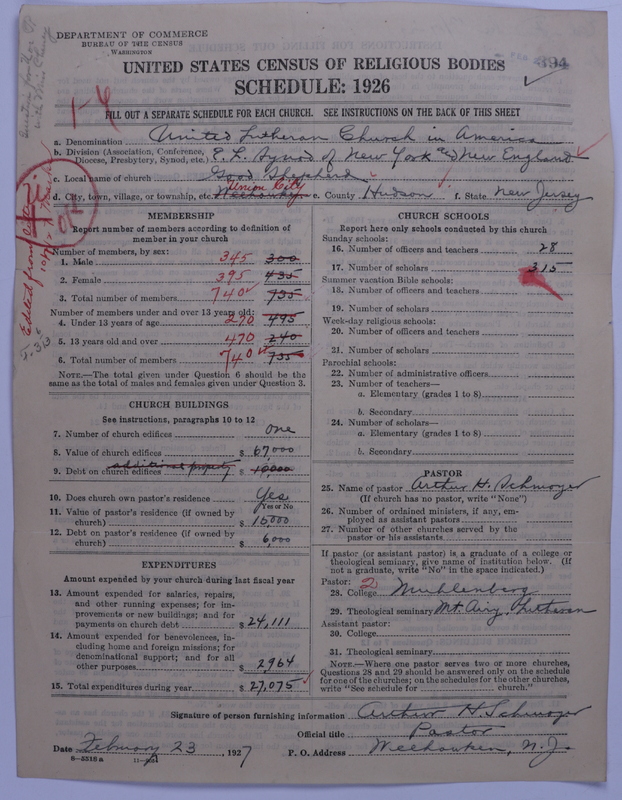 DEPARTMENT OF COMMERCE
BUREAU OF THE CENSUS
WASHINGTON
394
UNITED STATES CENSUS OF RELIGIOUS BODIES
SCHEDULE: 1926
1-4
FILL OUT A SEPARATE SCHEDULE FOR EACH CHURCH. SEE INSTRUCTIONS ON THE BACK OF THIS SHEET
a. Denomination United Lutheran Church in America
b. Division (Association, Conference, Diocese, Presbytery, Synod, etc.) E. L. Synod of New York and New England
c. Local name of church Good Shepherd
d. City, town, village, or township, etc. Weehawken Union City e. County Hudson f. State New Jersey
MEMBERSHIP
Report number of members according to definition of
member in your church
Number of members, by sex:
1. Male 345 300
2. Female 395 435
3. Total number of members 740 735
Number of members under and over 13 years old:
4. Under 13 years of age 270 495
5. 13 years old and over 470 240
6. Total number of members 740 735
NOTE.—The total given under Question 6 should be
same as the total of males and females given under Question 3.
CHURCH BUILDINGS
See instructions, paragraphs 10 to 12
7. Number of church edifices one
8. Value of church edifices $ 67,000
additional property
9. Debt on church edifices $ 10,000
10. Does church own pastor's residence Yes
Yes or No
11. Value of pastor's residence (if owned by
church) $ 15,000
12. Debt on pastor's residence (if owned by
church) $ 6,000
EXPENDITURES
Amount expended by your church during last fiscal year
13. Amount expended for salaries, repairs,
and other running expenses; for im-
provements or new buildings; and for
payments on church debt $ 24,111
14. Amount expended for benevolences, in-
cluding home and foreign missions; for
denominational support; and for all
other purposes $ 2964
15. Total expenditures during year $ 27,075
CHURCH SCHOOLS
Report here only schools conducted by this church
Sunday schools:
16. Number of officers and teachers 28
17. Number of scholars 315
Summer vacation Bible schools:
18. Number of officers and teachers
19. Number of scholars
Week-day religious schools:
20. Number of officers and teachers
21. Number of scholars
Parochial schools:
22. Number of administrative officers
23. Number of teachers—
a. Elementary (grades 1 to 8)
b. Secondary
24. Number of scholars—
a. Elementary (grades 1 to 8)
b. Secondary
PASTOR
25. Name of pastor Arthur H. Schmoyer
(If church has no pastor, write "None")
26. Number of ordained ministers, if any, em-
ployed as assistant pastors
27. Number of other churches served by the
pastor or his assistants
If pastor (or assistant pastor) is a graduate of a college or
theological seminary, give name of institution below. (If
not a graduate, write "No" in the space indicated.)
Pastor: 2
28. College Muhlenberg
29. Theological seminary Mt. Airy, Lutheran
Assistant pastor:
30. College
31. Theological seminary
NOTE.—Where one pastor serves two or more churches,
Questions 28 and 29 should be answered only on the schedule
for one of the churches; on the schedules for the other churches,
write "See schedule for church."
Signature of person furnishing information Arthur H. Schmoyer
Official title Pastor
Date February 23, 1927 P. O. Address Weehawken, N. J.
8—5518a